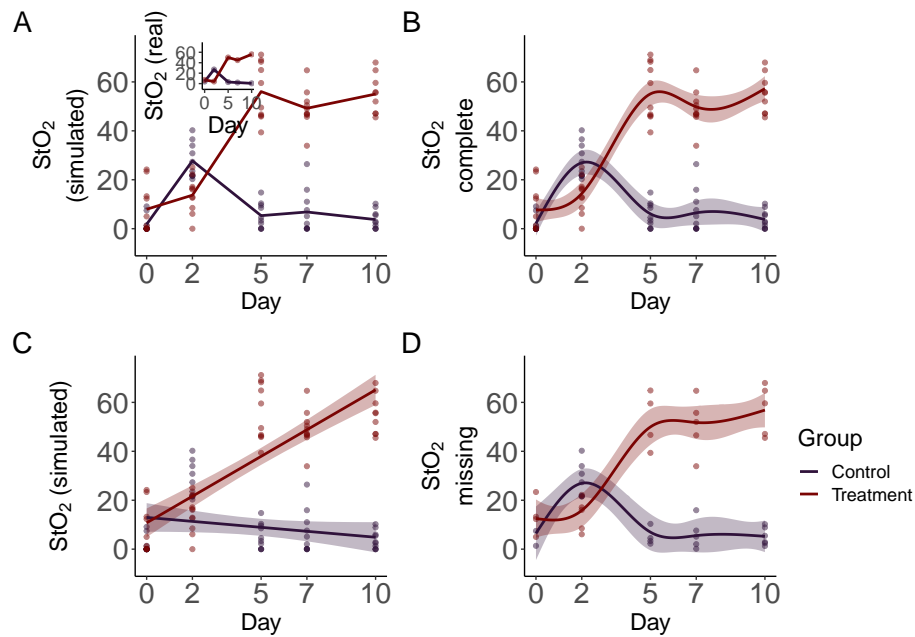 A
StO2 (simulated)
60
40
20
0
0 2 5 7 10
Day
StO2 (real)
60
40
20
0
0 5 10
Day
B
StO2 complete
60
40
20
0
0 2 5 7 10
Day
C
StO2 (simulated)
60
40
20
0
0 2 5 7 10
Day
D
StO2 missing
60
40
20
0
0 2 5 7 10
Day
Group
Control
Treatment